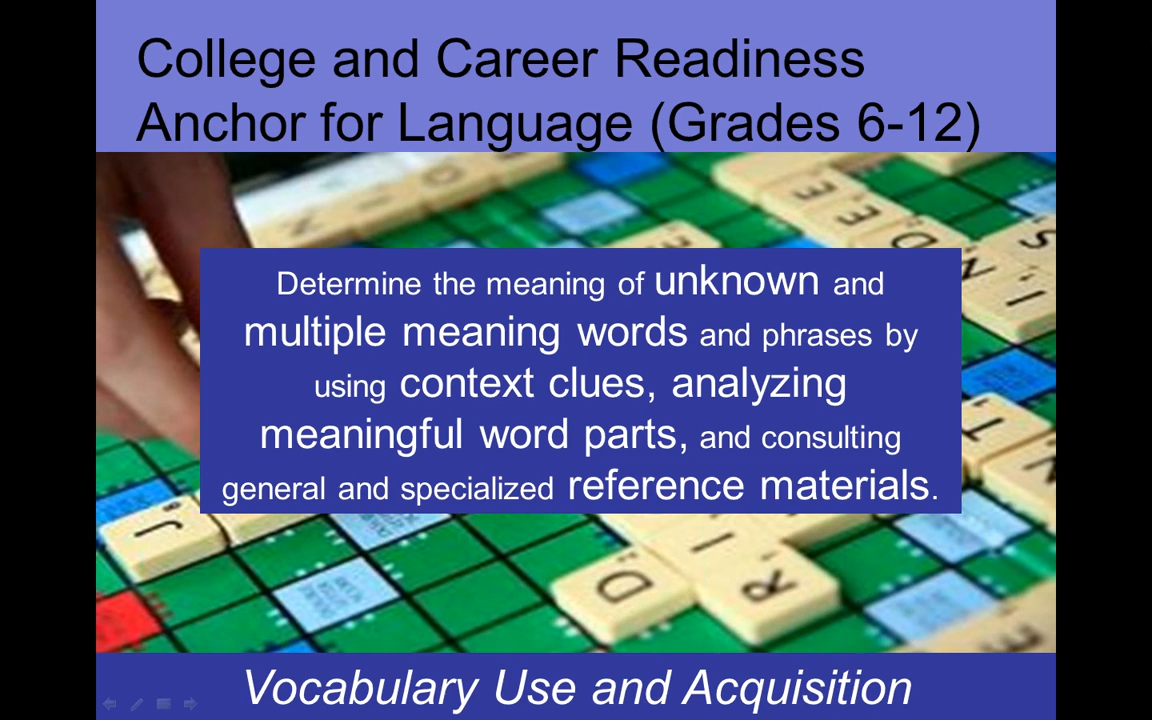 College and Career Readiness
Anchor for Language (Grades 6-12)
Determine the meaning of unknown and
multiple meaning words and phrases by
using context clues, analyzing
meaningful word parts, and consulting
general and specialized reference materials.
Vocabulary Use and Acquisition